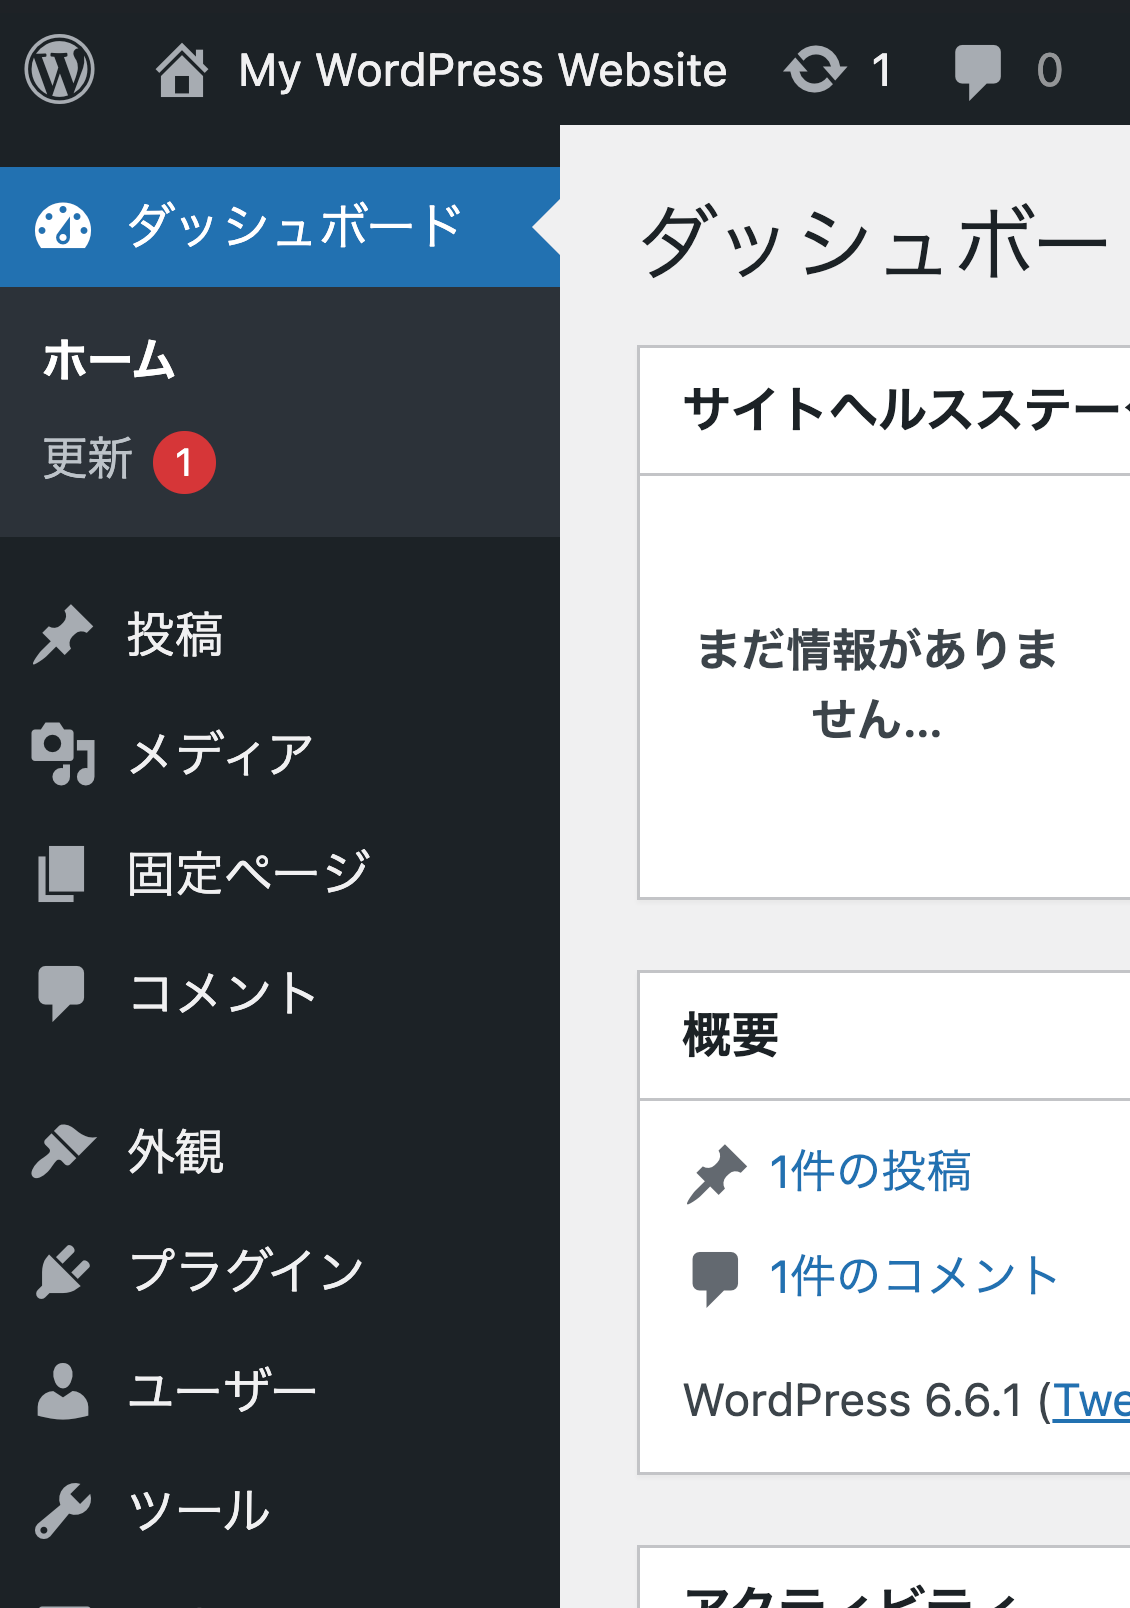 My WordPress Website 1 0
ダッシュボード
ホーム
更新 1
投稿
メディア
固定ページ
コメント
外観
プラグイン
ユーザー
ツール
ダッシュボー
サイトヘルスステー
まだ情報がありま
せん...
概要
1件の投稿
1件のコメント
WordPress 6.6.1 (Twe
アクティビティ